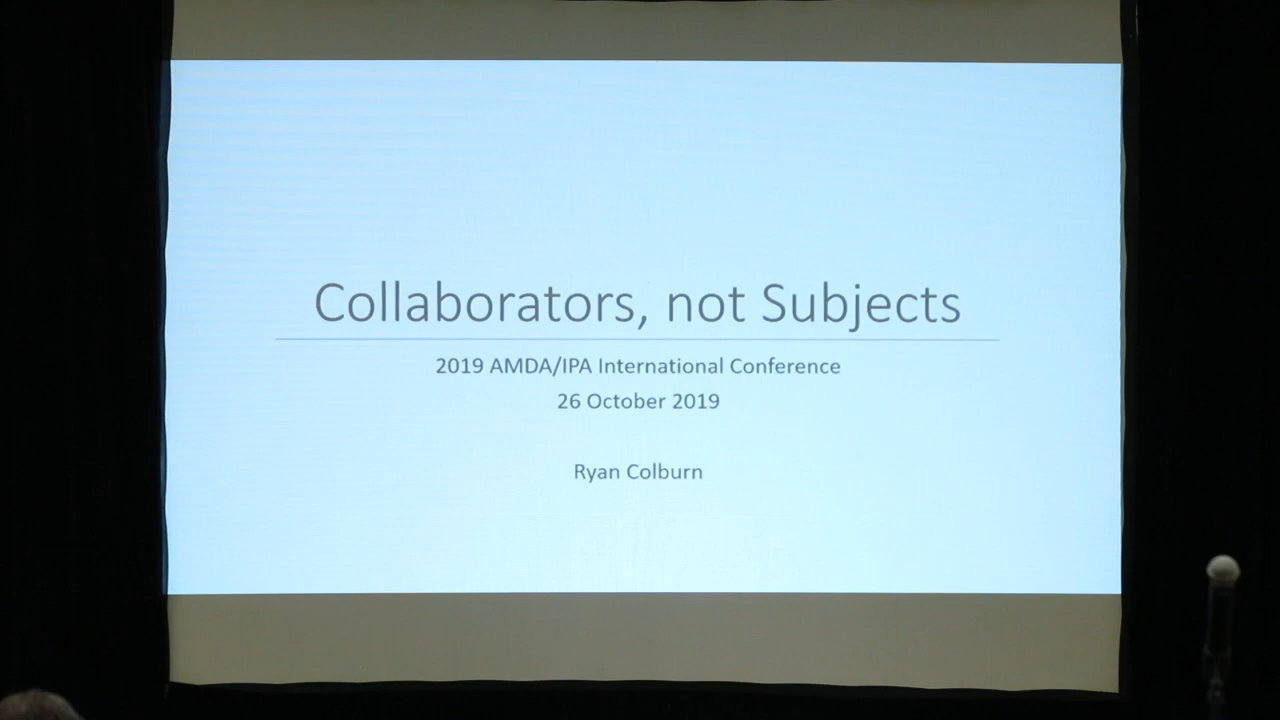 Collaborators, not Subjects
2019 AMDA/IPA International Conference
26 October 2019
Ryan Colburn